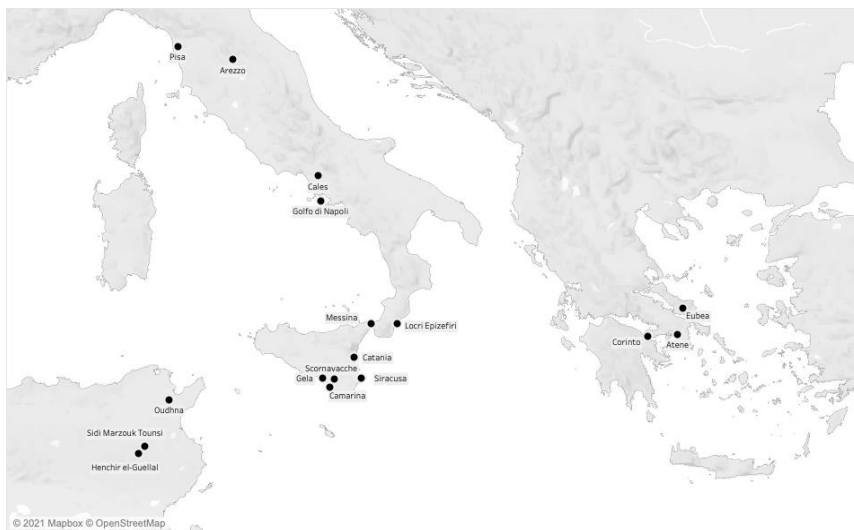 Pisa
Arezzo
Cales
Golfo di Napoli
Messina
Locri Epizefiri
Eubea
Corinto
Atene
Catania
Scornavacche
Gela
Siracusa
Camarina
Oudhna
Sidi Marzouk Tounsi
Henchir el-Guellal
© 2021 Mapbox © OpenStreetMap